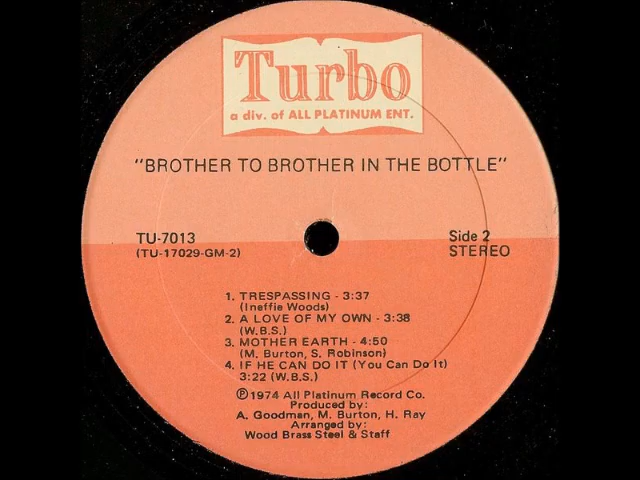 Turbo
a div. of ALL PLATINUM ENT.
"BROTHER TO BROTHER IN THE BOTTLE"
TU-7013
(TU-17029-GM-2)
Side 2
STEREO
1. TRESPASSING - 3:37
(Ineffie Woods)
2. A LOVE OF MY OWN - 3:38
(W.B.S.)
3. MOTHER EARTH - 4:50
(M. Burton, S. Robinson)
4. IF HE CAN DO IT (You Can Do It)
3:22 (W.B.S.)
℗1974 All Platinum Record Co.
Produced by:
A. Goodman, M. Burton, H. Ray
Arranged by:
Wood Brass Steel & Staff